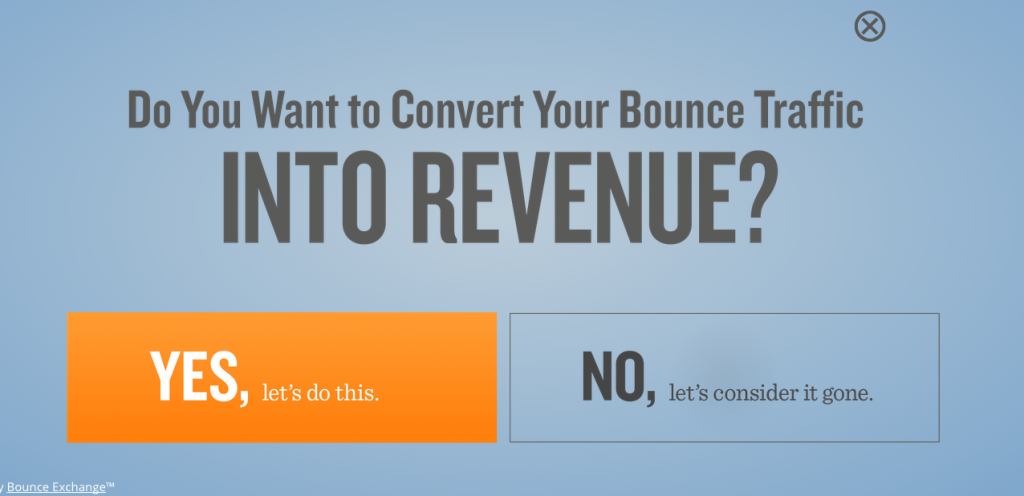 Do You Want to Convert Your Bounce Traffic
INTO REVENUE?
YES, let’s do this.
NO, let’s consider it gone.
y Bounce Exchange™